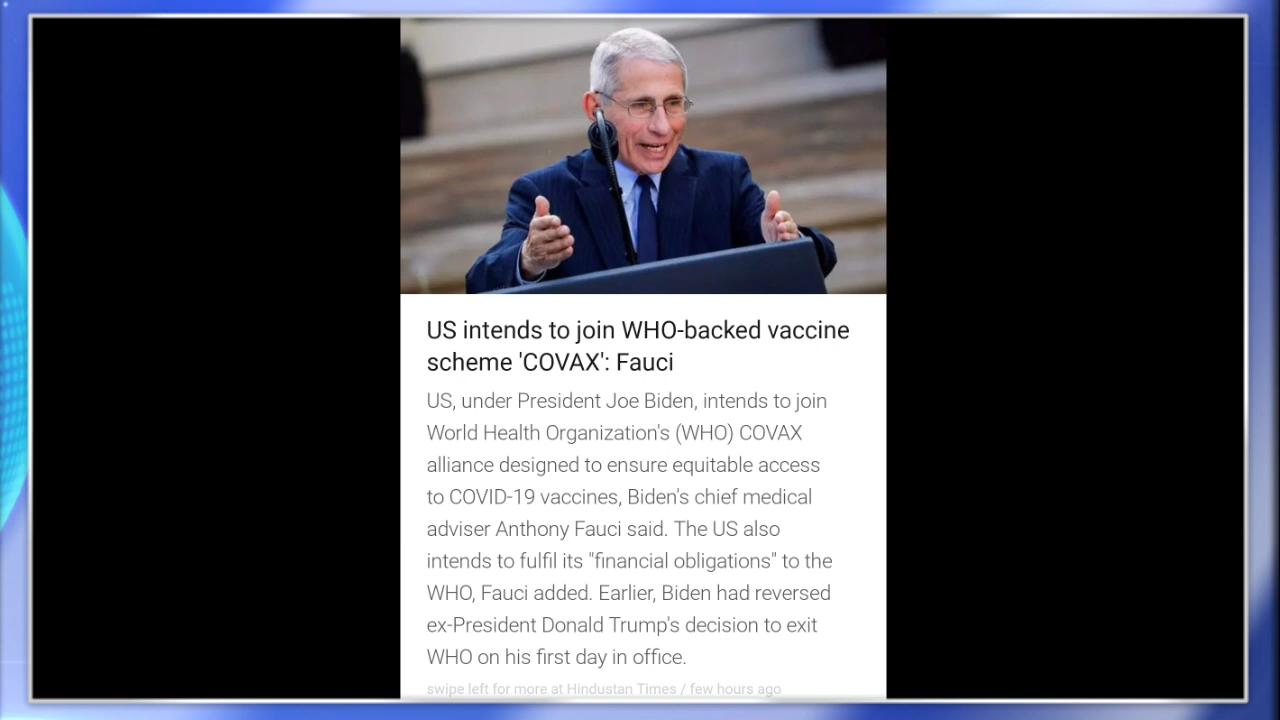 US intends to join WHO-backed vaccine
scheme 'COVAX': Fauci
US, under President Joe Biden, intends to join
World Health Organization's (WHO) COVAX
alliance designed to ensure equitable access
to COVID-19 vaccines, Biden's chief medical
adviser Anthony Fauci said. The US also
intends to fulfil its "financial obligations" to the
WHO, Fauci added. Earlier, Biden had reversed
ex-President Donald Trump's decision to exit
WHO on his first day in office.
swipe left for more at Hindustan Times / few hours ago